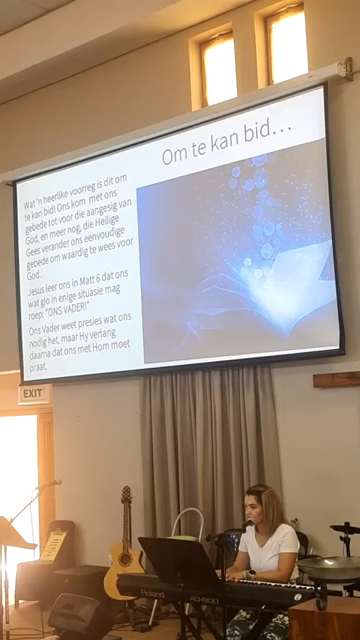 Om te kan bid...
Wat 'n heerlike voorreg is dit om
te kan bid! Ons kom met ons
gebede tot voor die aangesig van
God, en meer nog, die Heilige
Gees verander ons eenvoudige
gebede om waardig te wees voor
God.
Jesus leer ons in Matt 6 dat ons
wat glo in enige situasie mag
roep: "ONS VADER!"
Ons Vader weet presies wat ons
nodig het, maar Hy verlang
daarna dat ons met Hom moet
praat.
EXIT
Roland